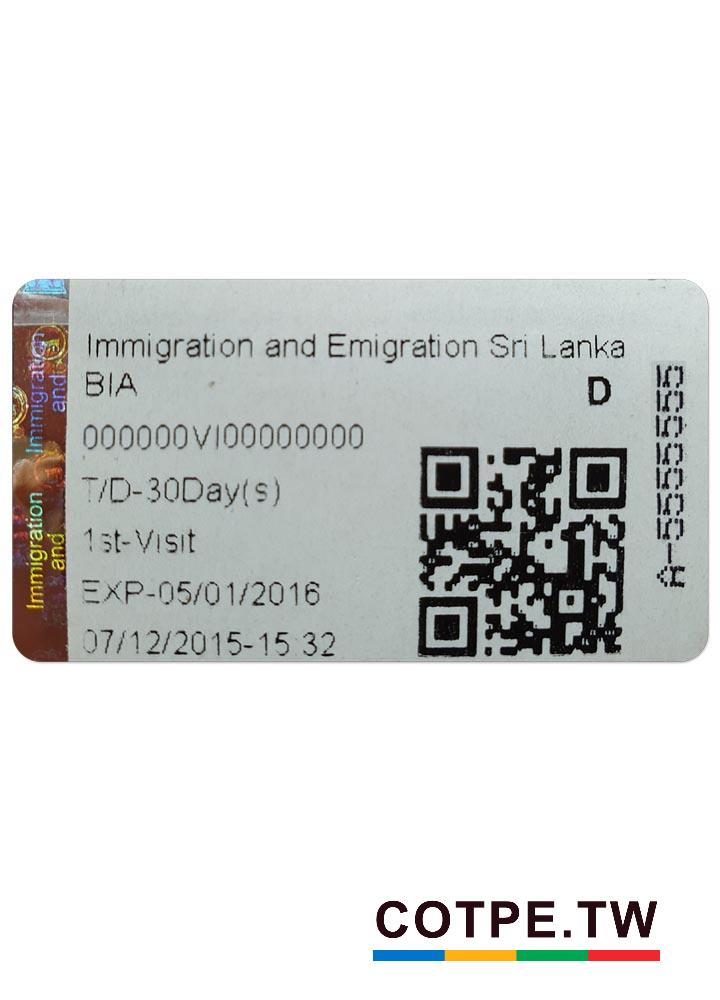 Immigration and Emigration Sri Lanka
BIA
D
000000VI00000000
T/D-30Day(s)
1st-Visit
EXP-05/01/2016
07/12/2015-15:32
A-5555555
Immigration
and
Immigration
and
COTPE.TW